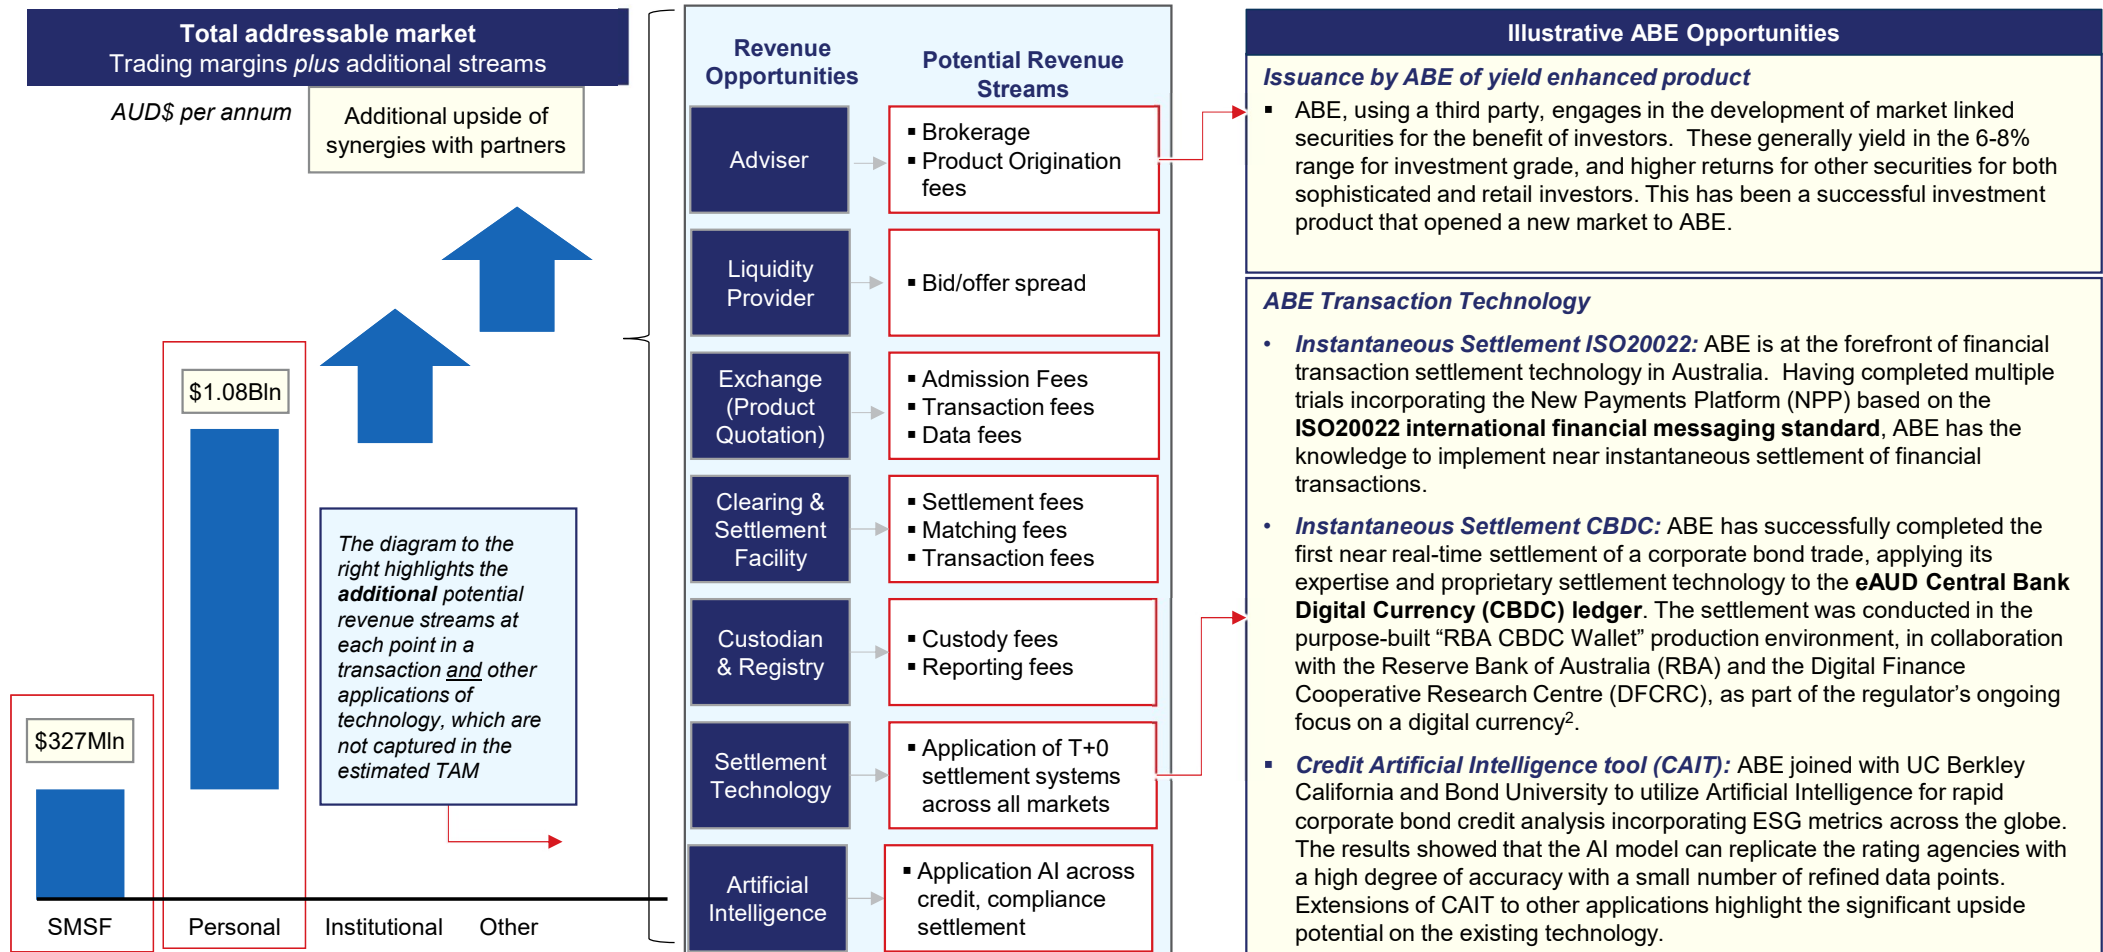 Total addressable market
Trading margins plus additional streams
AUD$ per annum
Additional upside of
synergies with partners
$1.08Bln
$327Mln
The diagram to the
right highlights the
additional potential
revenue streams at
each point in a
transaction and other
applications of
technology, which are
not captured in the
estimated TAM
SMSF
Personal
Institutional
Other
Revenue
Opportunities
Potential Revenue
Streams
Adviser
▪ Brokerage
▪ Product Origination
fees
Liquidity
Provider
▪ Bid/offer spread
Exchange
(Product
Quotation)
▪ Admission Fees
▪ Transaction fees
▪ Data fees
Clearing &
Settlement
Facility
▪ Settlement fees
▪ Matching fees
▪ Transaction fees
Custodian
& Registry
▪ Custody fees
▪ Reporting fees
Settlement
Technology
▪ Application of T+0
settlement systems
across all markets
Artificial
Intelligence
▪ Application AI across
credit, compliance
settlement
Illustrative ABE Opportunities
Issuance by ABE of yield enhanced product
▪ ABE, using a third party, engages in the development of market linked
securities for the benefit of investors. These generally yield in the 6-8%
range for investment grade, and higher returns for other securities for both
sophisticated and retail investors. This has been a successful investment
product that opened a new market to ABE.
ABE Transaction Technology
• Instantaneous Settlement ISO20022: ABE is at the forefront of financial
transaction settlement technology in Australia. Having completed multiple
trials incorporating the New Payments Platform (NPP) based on the
ISO20022 international financial messaging standard, ABE has the
knowledge to implement near instantaneous settlement of financial
transactions.
• Instantaneous Settlement CBDC: ABE has successfully completed the
first near real-time settlement of a corporate bond trade, applying its
expertise and proprietary settlement technology to the eAUD Central Bank
Digital Currency (CBDC) ledger. The settlement was conducted in the
purpose-built “RBA CBDC Wallet” production environment, in collaboration
with the Reserve Bank of Australia (RBA) and the Digital Finance
Cooperative Research Centre (DFCRC), as part of the regulator’s ongoing
focus on a digital currency².
▪ Credit Artificial Intelligence tool (CAIT): ABE joined with UC Berkley
California and Bond University to utilize Artificial Intelligence for rapid
corporate bond credit analysis incorporating ESG metrics across the globe.
The results showed that the AI model can replicate the rating agencies with
a high degree of accuracy with a small number of refined data points.
Extensions of CAIT to other applications highlight the significant upside
potential on the existing technology.